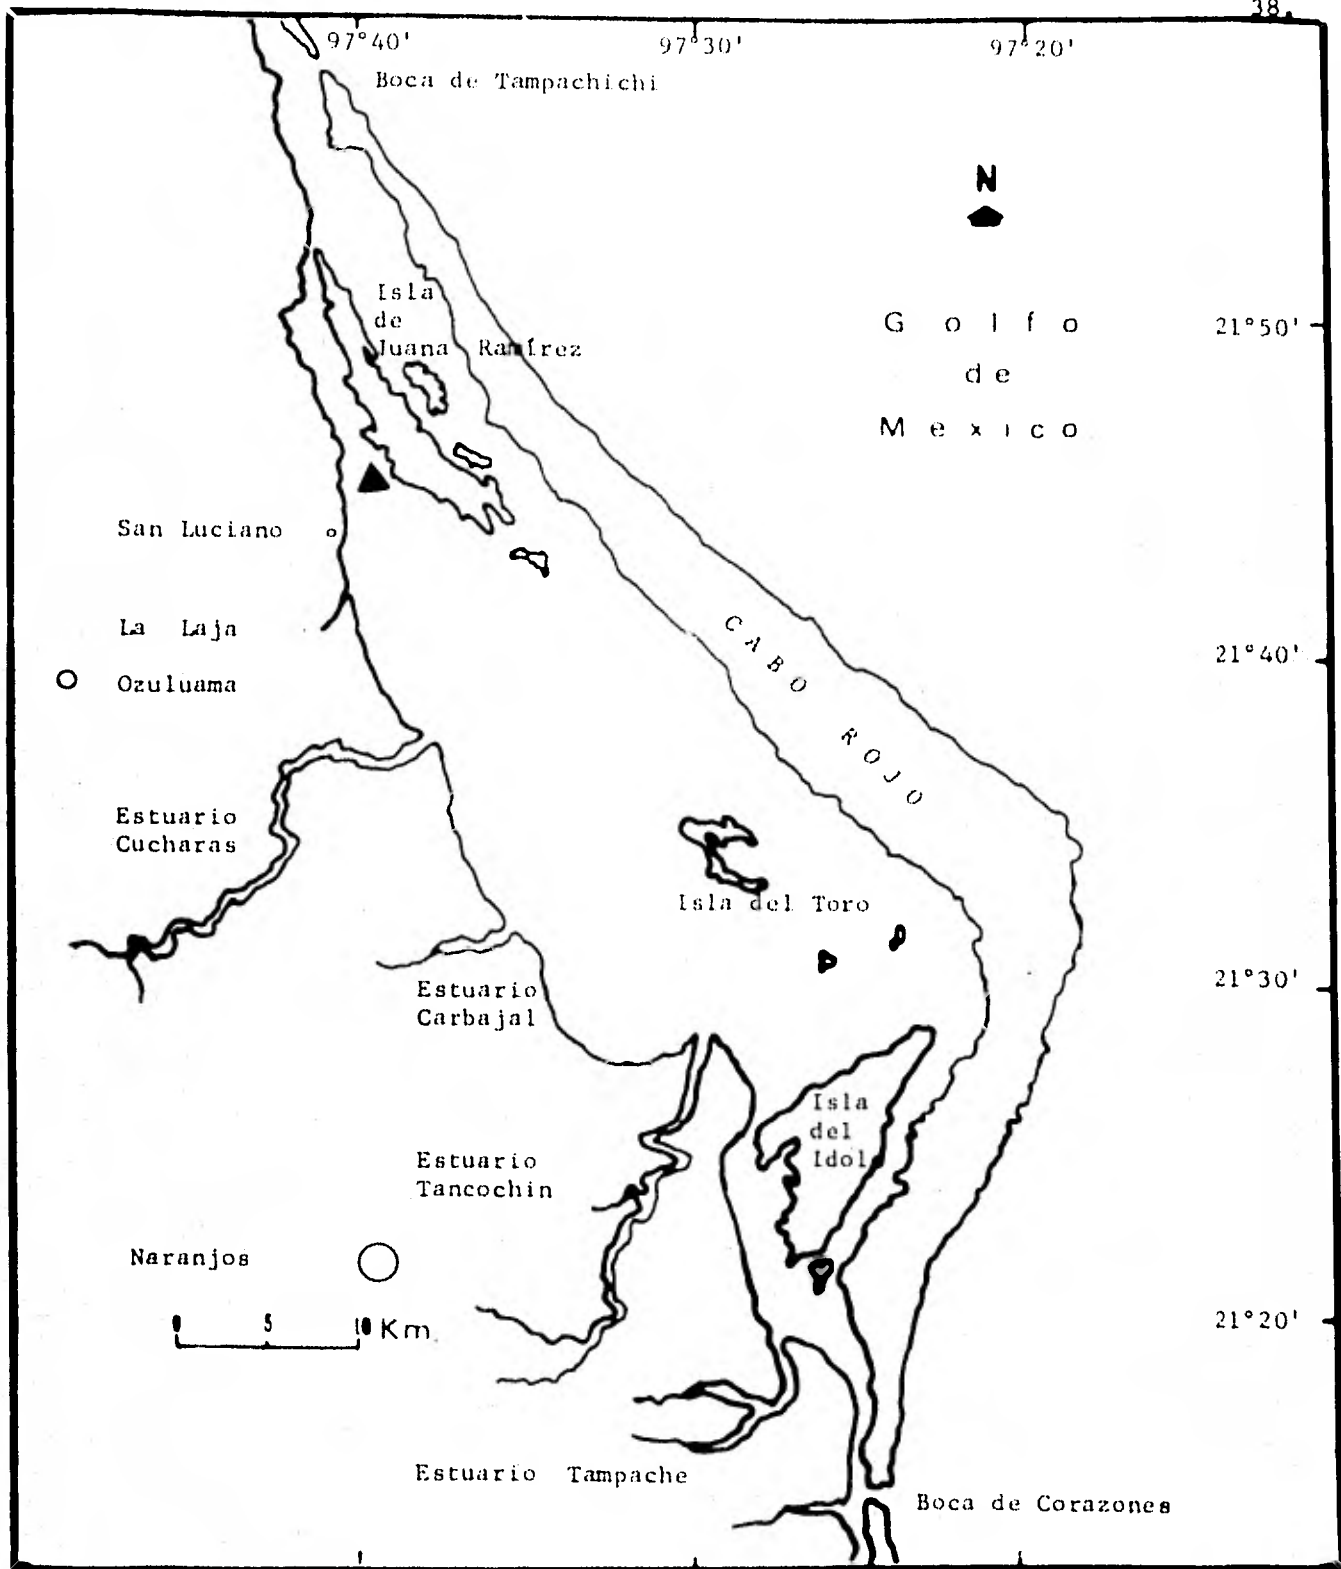 38.
97°40' 97°30' 97°20'
Boca de Tampachichi
N
Isla
de
Juana Ramírez
Golfo
de
Mexico
21°50'
San Luciano
La Laja
Ozuluama
CABO ROJO
21°40'
Estuario
Cucharas
Isla del Toro
Estuario
Carbajal
21°30'
Isla
del
Idol
Estuario
Tancochin
Naranjos
0 5 10 Km.
21°20'
Estuario Tampache
Boca de Corazones